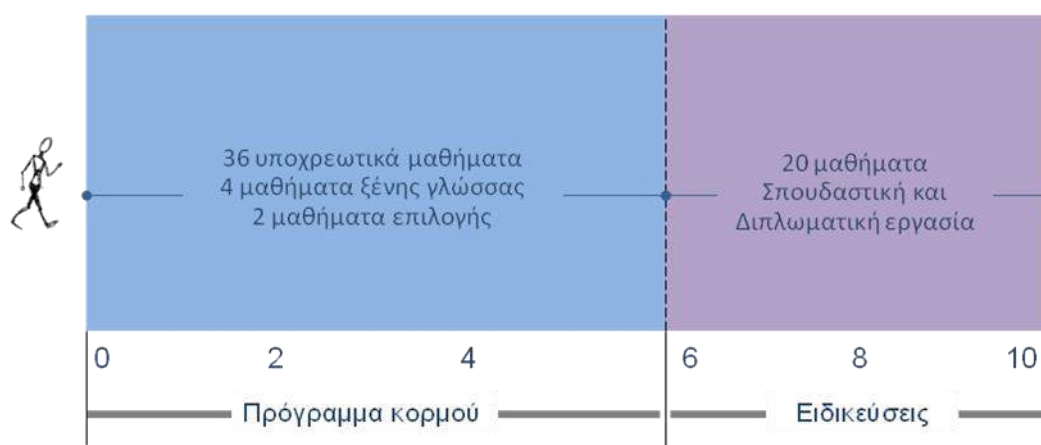 36 υποχρεωτικά μαθήματα
4 μαθήματα ξένης γλώσσας
2 μαθήματα επιλογής
20 μαθήματα
Σπουδαστική και
Διπλωματική εργασία
0 2 4 6 8 10
Πρόγραμμα κορμού Ειδικεύσεις